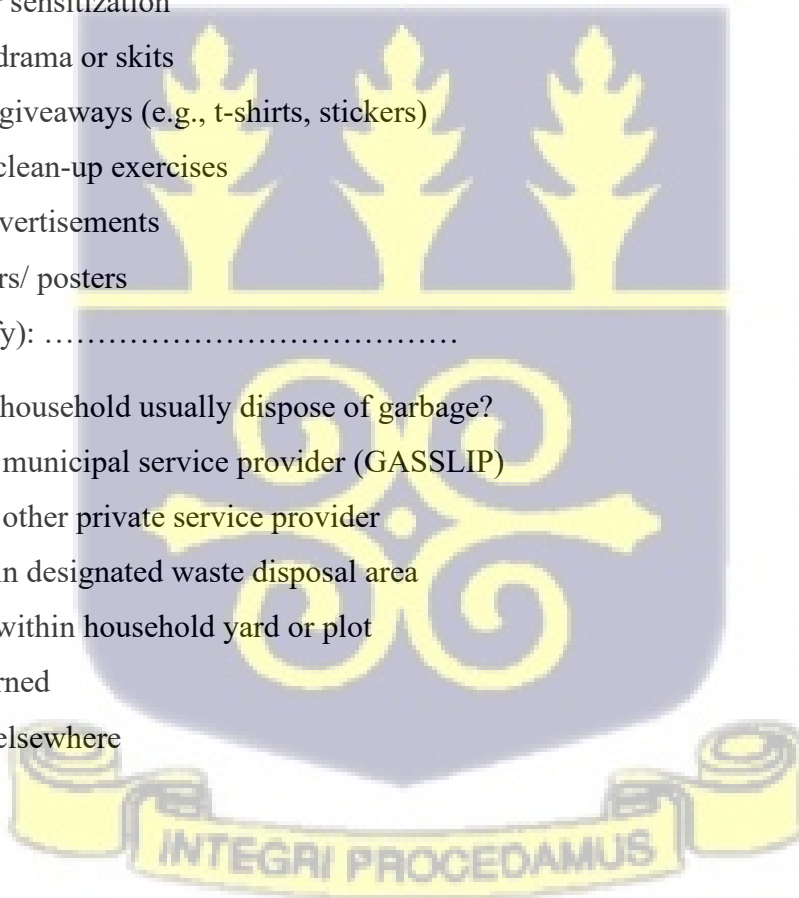 sensitization
drama or skits
giveaways (e.g., t-shirts, stickers)
clean-up exercises
vertisements
rs/ posters
fy): …………………………………
household usually dispose of garbage?
municipal service provider (GASSLIP)
other private service provider
in designated waste disposal area
within household yard or plot
rned
elsewhere
INTEGRI PROCEDAMUS